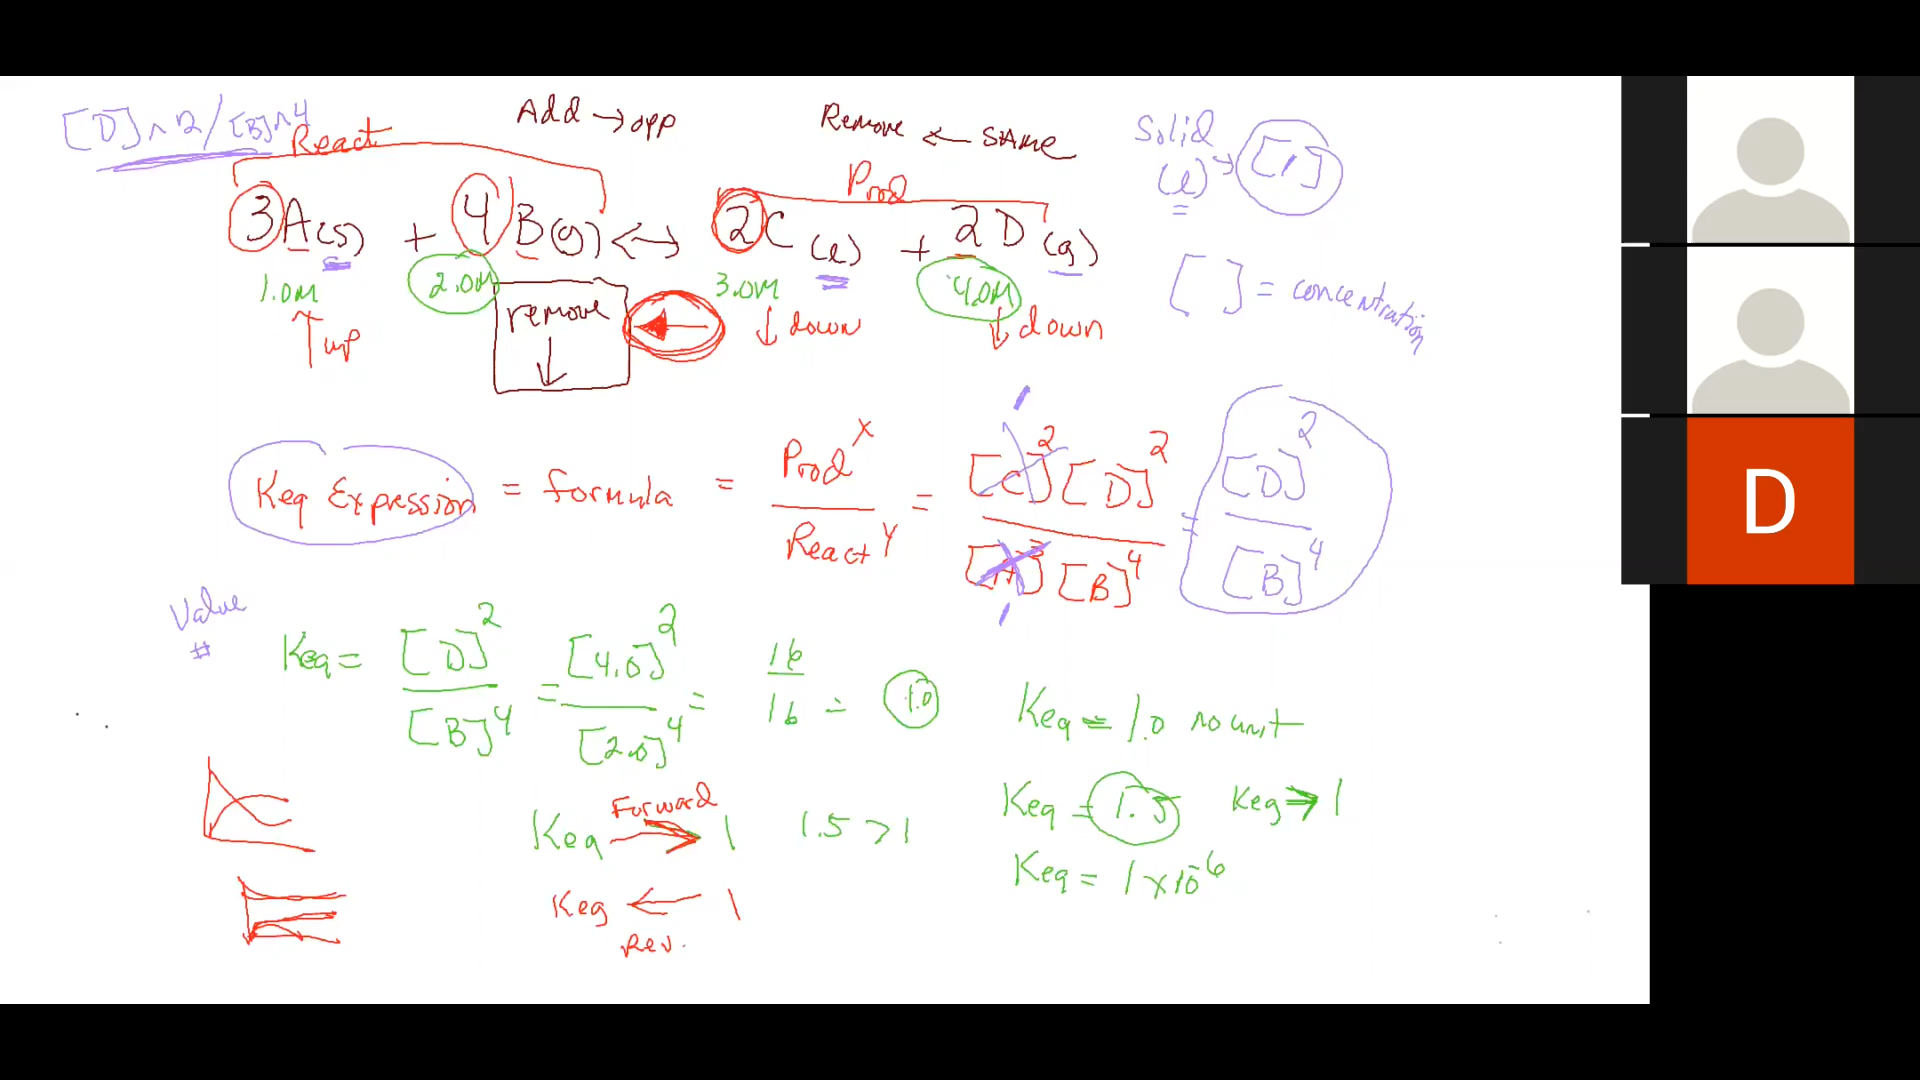 [D]^2/[B]^4
Add → opp
Remove ← SAME
Solid
(l) → [1]
React
Prod
3A(s) + 4B(g) ↔ 2C(l) + 2D(g)
1.0M 2.0M 3.0M 4.0M
remove
↑up ↓down ↓down
[ ] = concentration
Keq Expression = formula = Prod^x / React^y = [C]^2 [D]^2 / [A]^3 [B]^4 = [D]^2 / [B]^4
1
1
Value
#
Keq = [D]^2 / [B]^4 = [4.0]^2 / [2.0]^4 = 16 / 16 = 1.0
Keq = 1.0 no unit
Forward
Keq → 1 1.5 > 1
Keq = 1.5 Keq > 1
Keq = 1x10^-6
Keq ← 1
Rev.
D